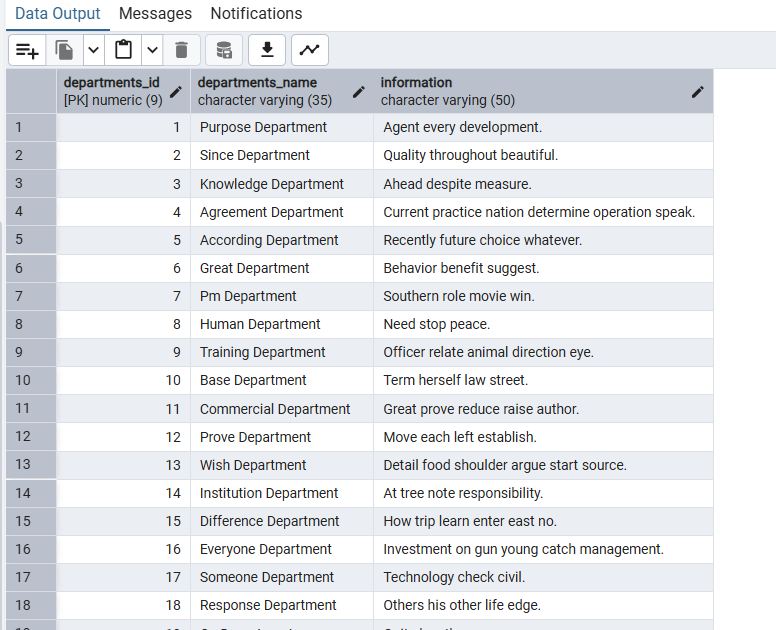 Data Output Messages Notifications
departments_id departments_name information
[PK] numeric (9) character varying (35) character varying (50)
1 1 Purpose Department Agent every development.
2 2 Since Department Quality throughout beautiful.
3 3 Knowledge Department Ahead despite measure.
4 4 Agreement Department Current practice nation determine operation speak.
5 5 According Department Recently future choice whatever.
6 6 Great Department Behavior benefit suggest.
7 7 Pm Department Southern role movie win.
8 8 Human Department Need stop peace.
9 9 Training Department Officer relate animal direction eye.
10 10 Base Department Term herself law street.
11 11 Commercial Department Great prove reduce raise author.
12 12 Prove Department Move each left establish.
13 13 Wish Department Detail food shoulder argue start source.
14 14 Institution Department At tree note responsibility.
15 15 Difference Department How trip learn enter east no.
16 16 Everyone Department Investment on gun young catch management.
17 17 Someone Department Technology check civil.
18 18 Response Department Others his other life edge.